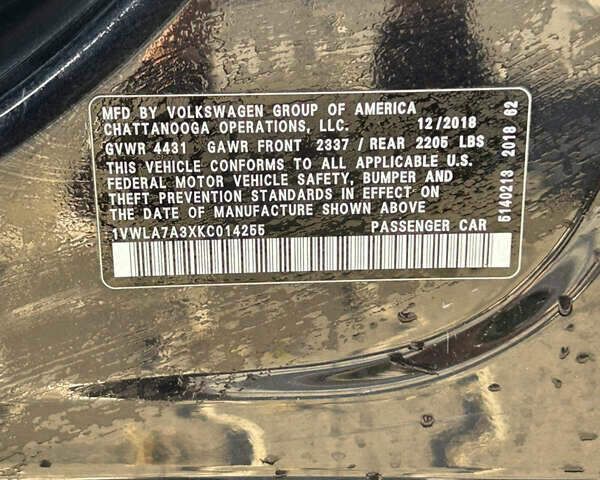 MFD BY VOLKSWAGEN GROUP OF AMERICA
CHATTANOOGA OPERATIONS, LLC. 12/2018
GVWR 4431 GAWR FRONT 2337 / REAR 2205 LBS
THIS VEHICLE CONFORMS TO ALL APPLICABLE U.S.
FEDERAL MOTOR VEHICLE SAFETY, BUMPER AND
THEFT PREVENTION STANDARDS IN EFFECT ON
THE DATE OF MANUFACTURE SHOWN ABOVE
1VWLA7A3XKC014255 PASSENGER CAR
5140213 2018 62